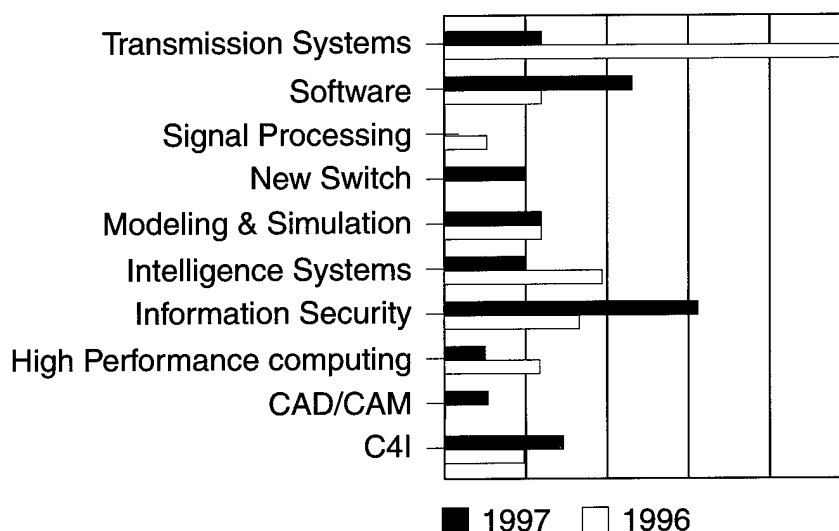 Transmission Systems
Software
Signal Processing
New Switch
Modeling & Simulation
Intelligence Systems
Information Security
High Performance computing
CAD/CAM
C4I
1997 1996